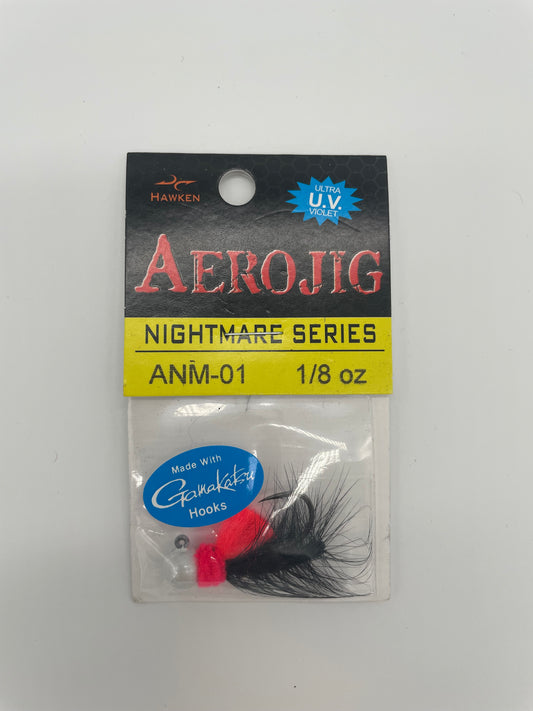 HAWKEN
ULTRA
U.V.
VIOLET
AEROJIG
NIGHTMARE SERIES
ANM-01 1/8 oz
Made With
Gamakatsu
Hooks